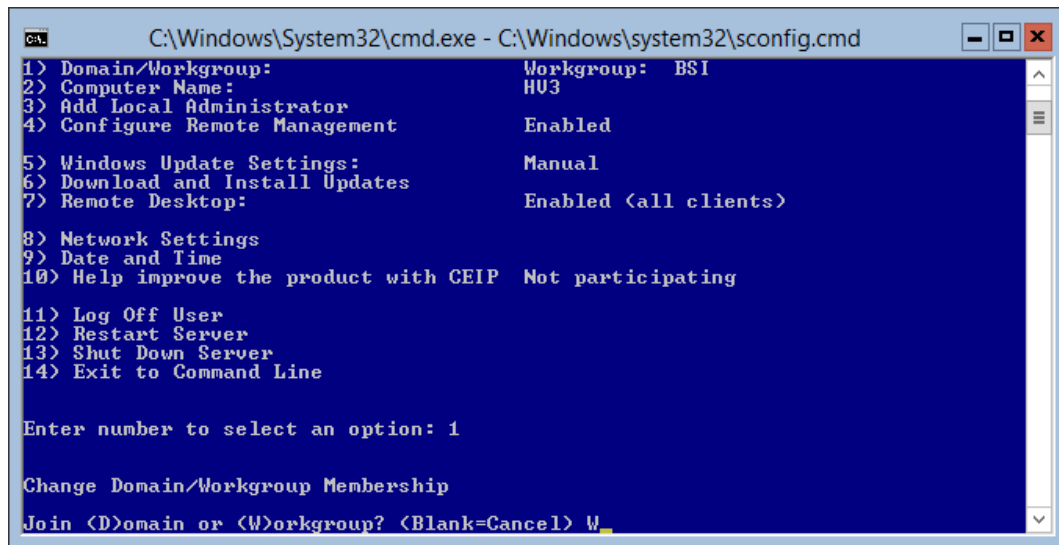 C:\Windows\System32\cmd.exe - C:\Windows\system32\sconfig.cmd
1) Domain/Workgroup: Workgroup: BSI
2) Computer Name: HV3
3) Add Local Administrator
4) Configure Remote Management Enabled
5) Windows Update Settings: Manual
6) Download and Install Updates
7) Remote Desktop: Enabled (all clients)
8) Network Settings
9) Date and Time
10) Help improve the product with CEIP Not participating
11) Log Off User
12) Restart Server
13) Shut Down Server
14) Exit to Command Line
Enter number to select an option: 1
Change Domain/Workgroup Membership
Join (D)omain or (W)orkgroup? (Blank=Cancel) W_